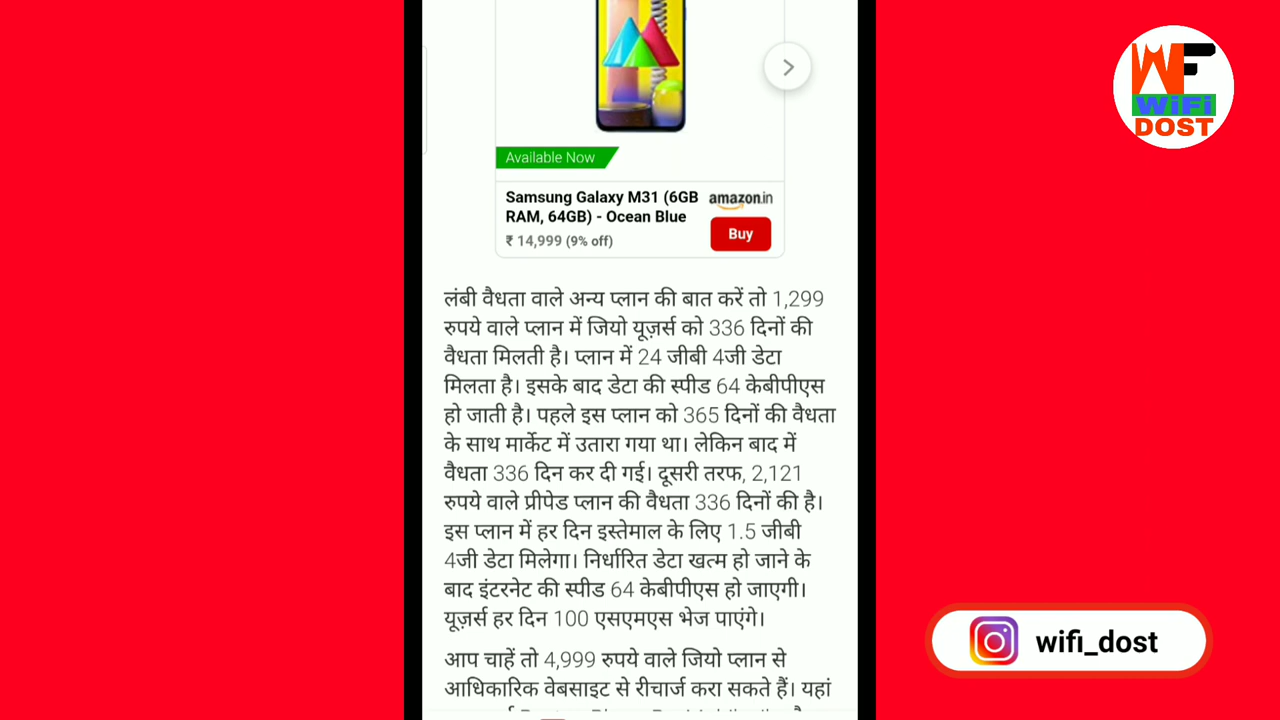 Available Now
Samsung Galaxy M31 (6GB
RAM, 64GB) - Ocean Blue
₹ 14,999 (9% off)
amazon.in
Buy
लंबी वैधता वाले अन्य प्लान की बात करें तो 1,299
रुपये वाले प्लान में जियो यूज़र्स को 336 दिनों की
वैधता मिलती है। प्लान में 24 जीबी 4जी डेटा
मिलता है। इसके बाद डेटा की स्पीड 64 केबीपीएस
हो जाती है। पहले इस प्लान को 365 दिनों की वैधता
के साथ मार्केट में उतारा गया था। लेकिन बाद में
वैधता 336 दिन कर दी गई। दूसरी तरफ, 2,121
रुपये वाले प्रीपेड प्लान की वैधता 336 दिनों की है।
इस प्लान में हर दिन इस्तेमाल के लिए 1.5 जीबी
4जी डेटा मिलेगा। निर्धारित डेटा खत्म हो जाने के
बाद इंटरनेट की स्पीड 64 केबीपीएस हो जाएगी।
यूज़र्स हर दिन 100 एसएमएस भेज पाएंगे।
आप चाहें तो 4,999 रुपये वाले जियो प्लान से
आधिकारिक वेबसाइट से रीचार्ज करा सकते हैं। यहां
WF
WiFi
DOST
wifi_dost